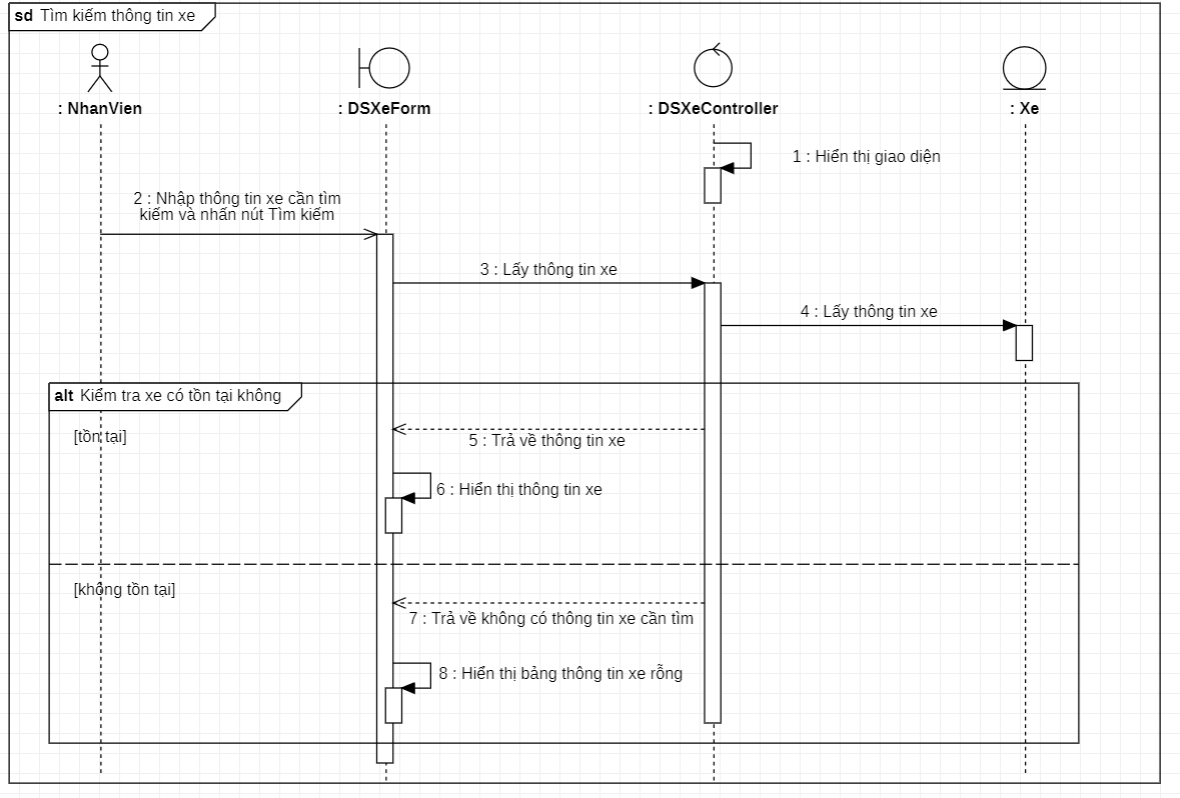 sd Tìm kiếm thông tin xe
: NhanVien
: DSXeForm
: DSXeController
: Xe
1 : Hiển thị giao diện
2 : Nhập thông tin xe cần tìm
kiếm và nhấn nút Tìm kiếm
3 : Lấy thông tin xe
4 : Lấy thông tin xe
alt Kiểm tra xe có tồn tại không
[tồn tại]
5 : Trả về thông tin xe
6 : Hiển thị thông tin xe
[không tồn tại]
7 : Trả về không có thông tin xe cần tìm
8 : Hiển thị bảng thông tin xe rỗng